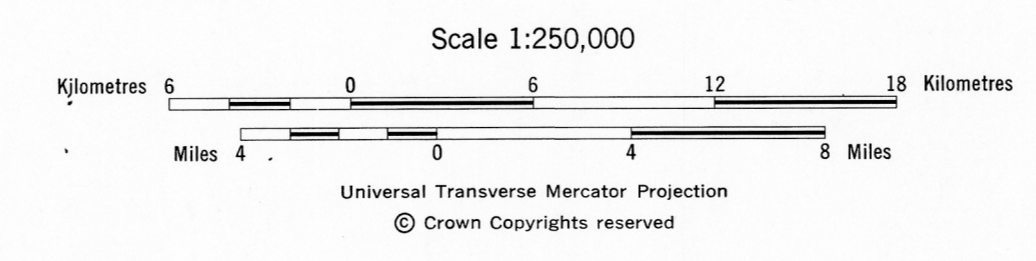 Scale 1:250,000
Kilometres 6 0 6 12 18 Kilometres
Miles 4 0 4 8 Miles
Universal Transverse Mercator Projection
© Crown Copyrights reserved